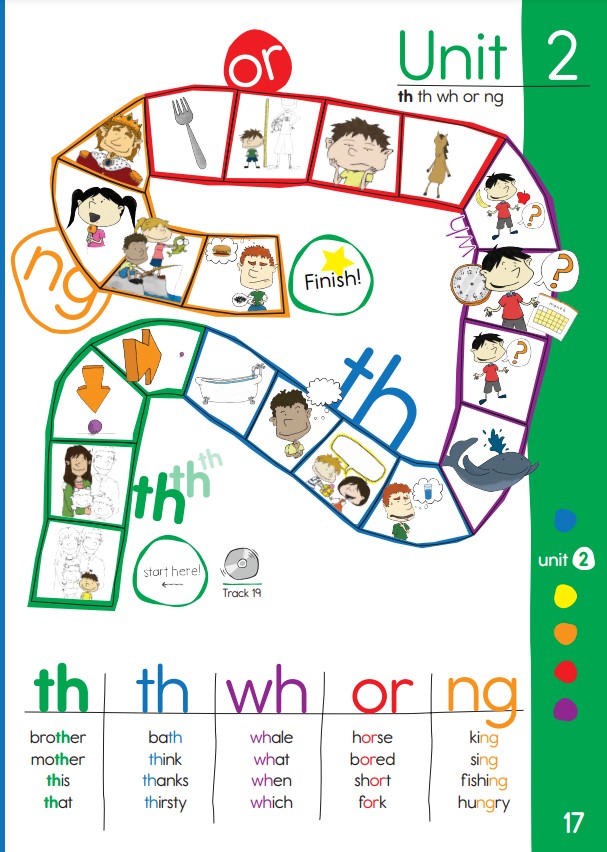 Unit 2
th th wh or ng
or
ng
wh
Finish!
?
?
?
th
th th th
start here!
Track 19
unit 2
th th wh or ng
brother bath whale horse king
mother think what bored sing
this thanks when short fishing
that thirsty which fork hungry
17